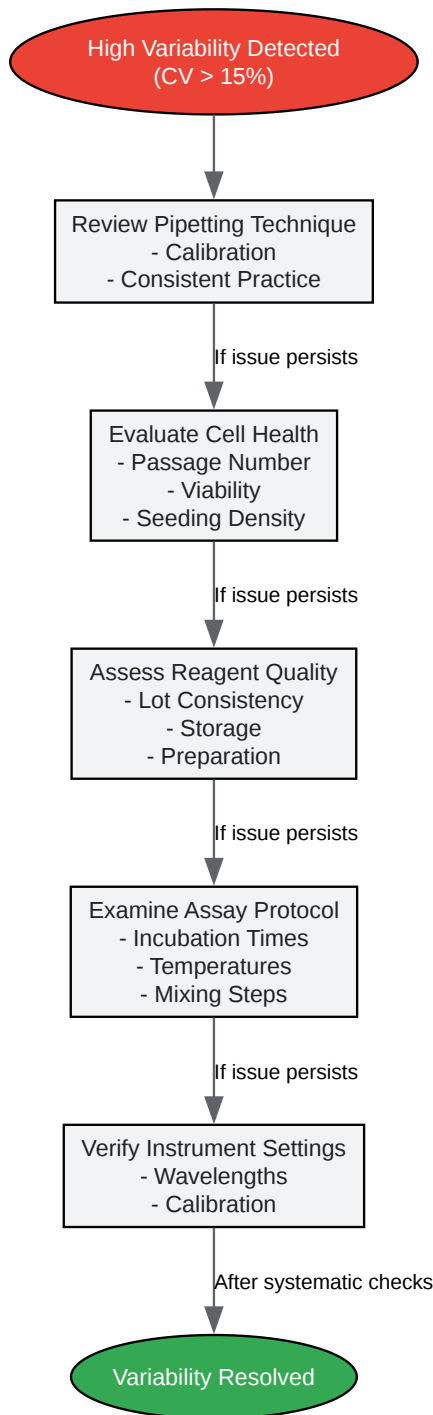 High Variability Detected
(CV > 15%)
Review Pipetting Technique
- Calibration
- Consistent Practice
If issue persists
Evaluate Cell Health
- Passage Number
- Viability
- Seeding Density
If issue persists
Assess Reagent Quality
- Lot Consistency
- Storage
- Preparation
If issue persists
Examine Assay Protocol
- Incubation Times
- Temperatures
- Mixing Steps
If issue persists
Verify Instrument Settings
- Wavelengths
- Calibration
After systematic checks
Variability Resolved